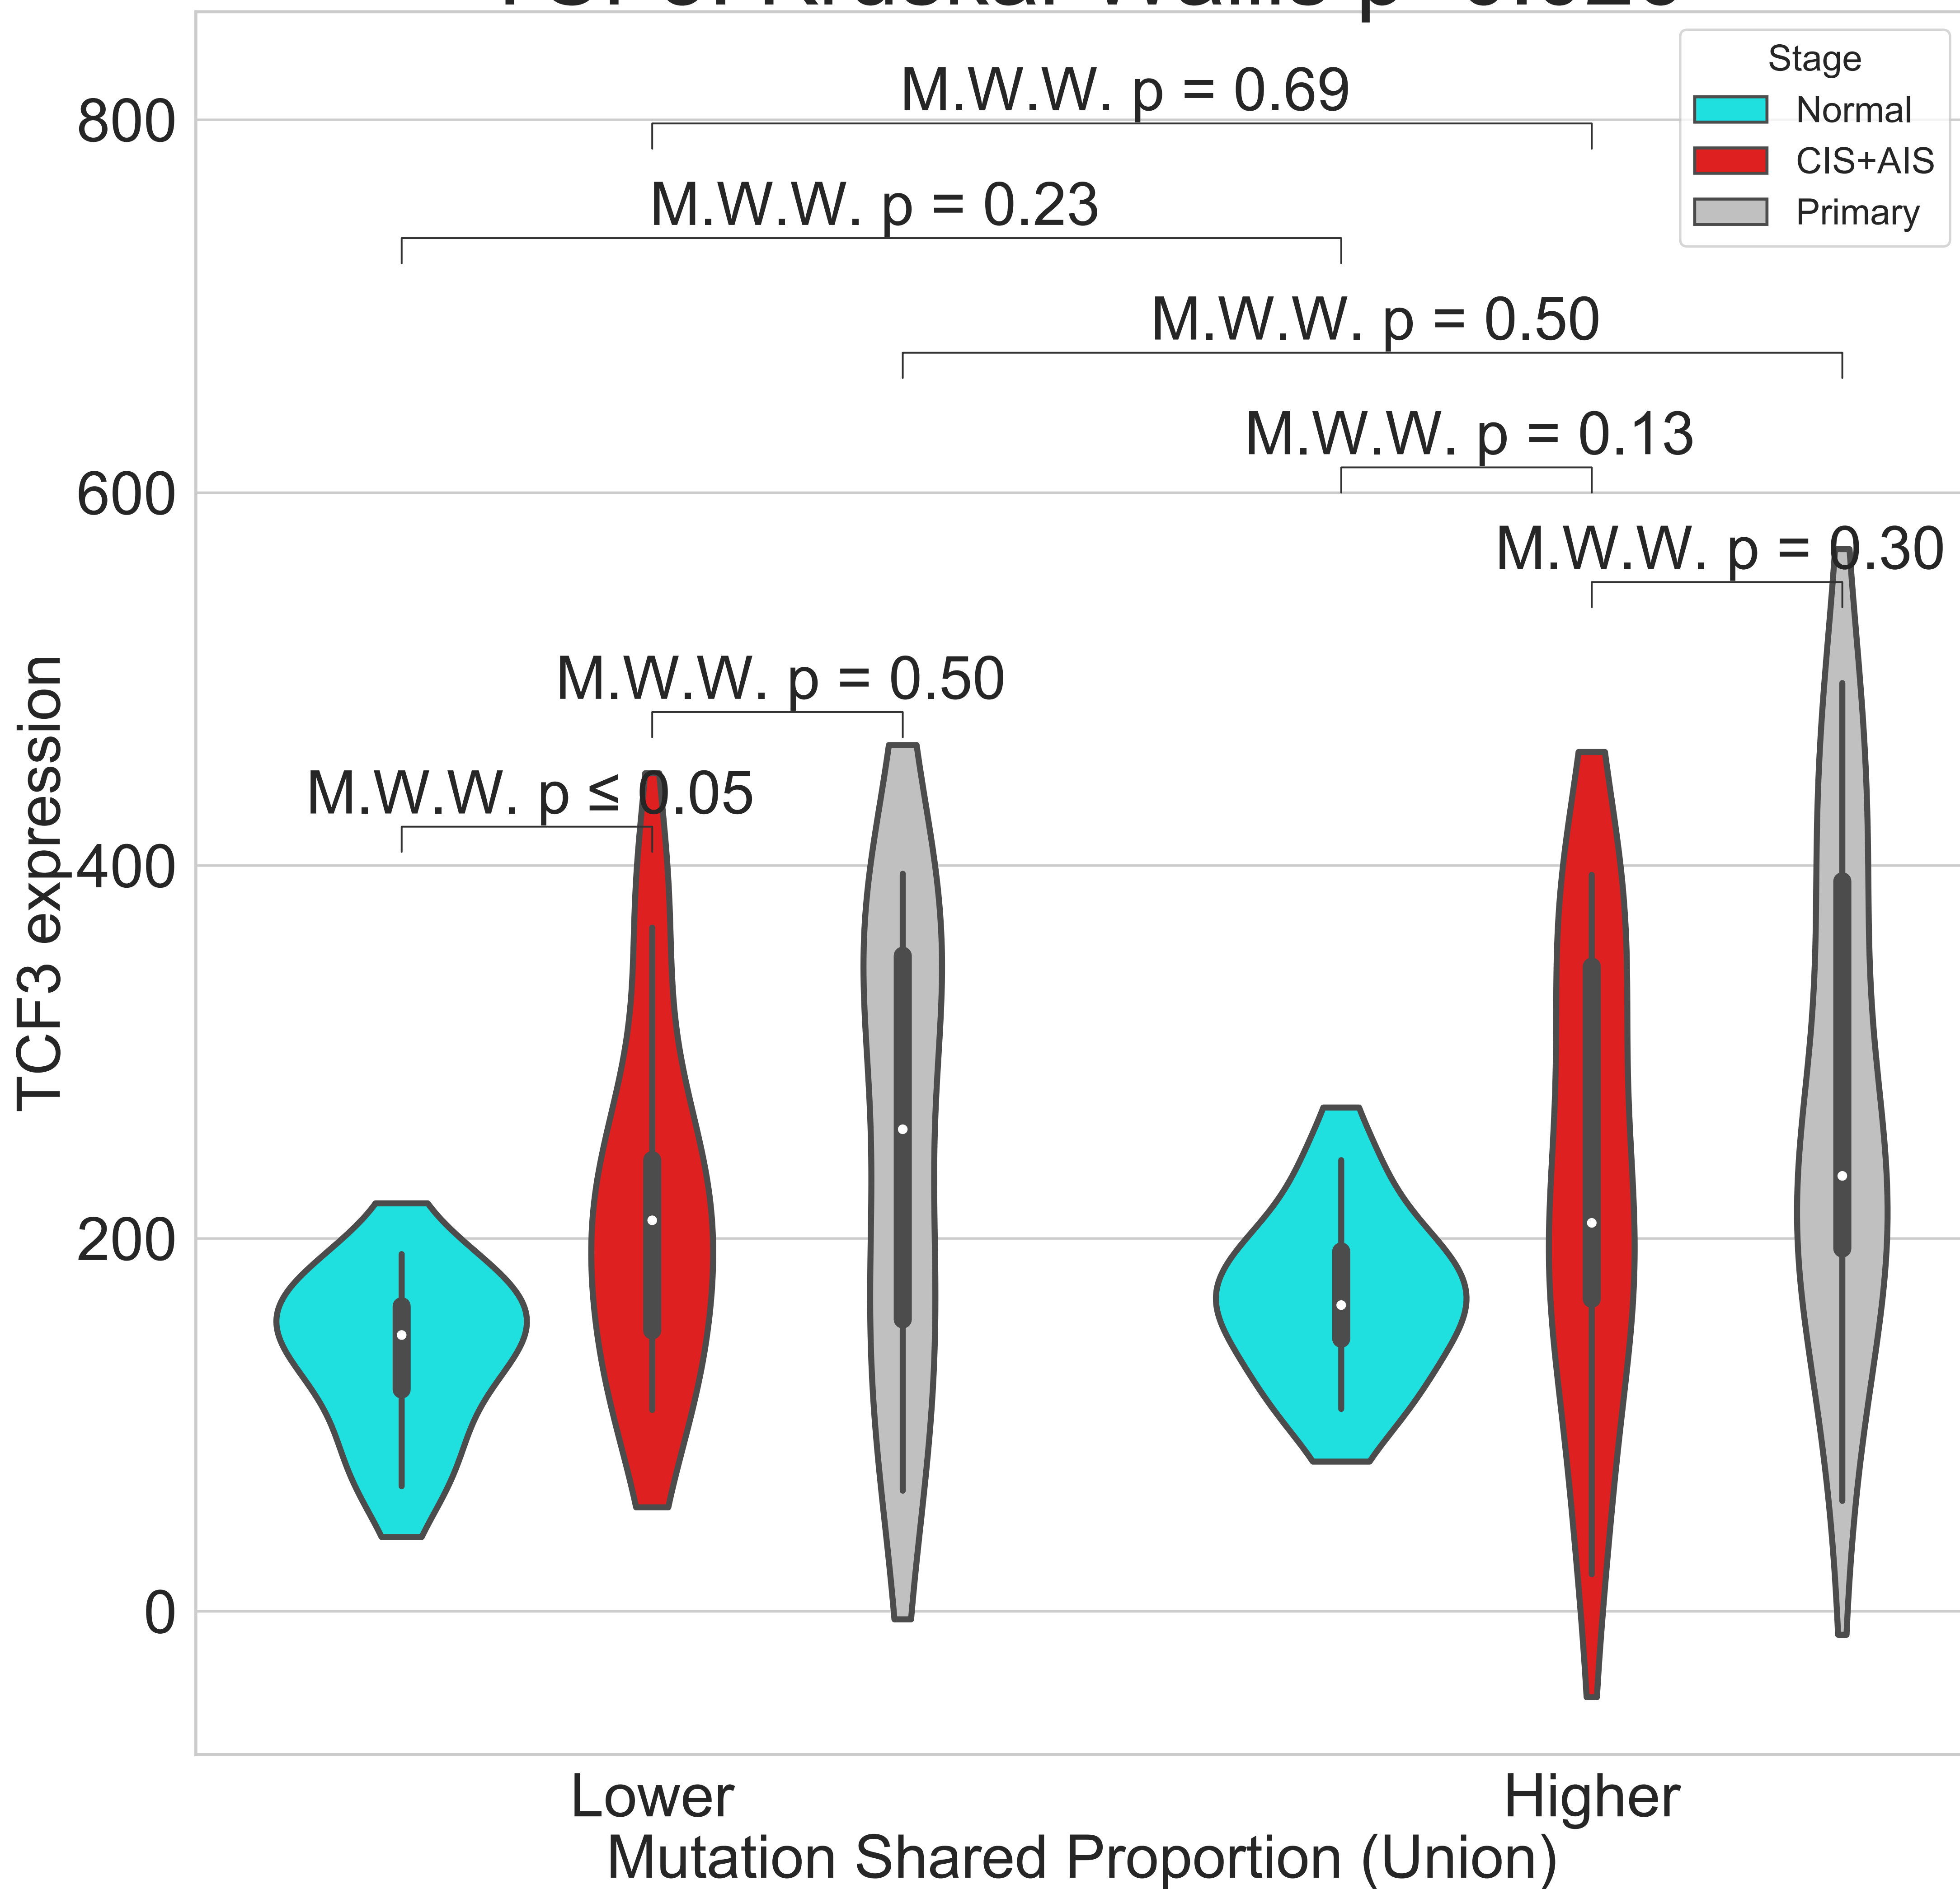 Stage
Normal
CIS+AIS
Primary
M.W.W. p = 0.69
M.W.W. p = 0.23
M.W.W. p = 0.50
M.W.W. p = 0.13
M.W.W. p = 0.30
M.W.W. p = 0.50
M.W.W. p ≤ 0.05
800
600
400
200
0
TCF3 expression
Lower
Higher
Mutation Shared Proportion (Union)